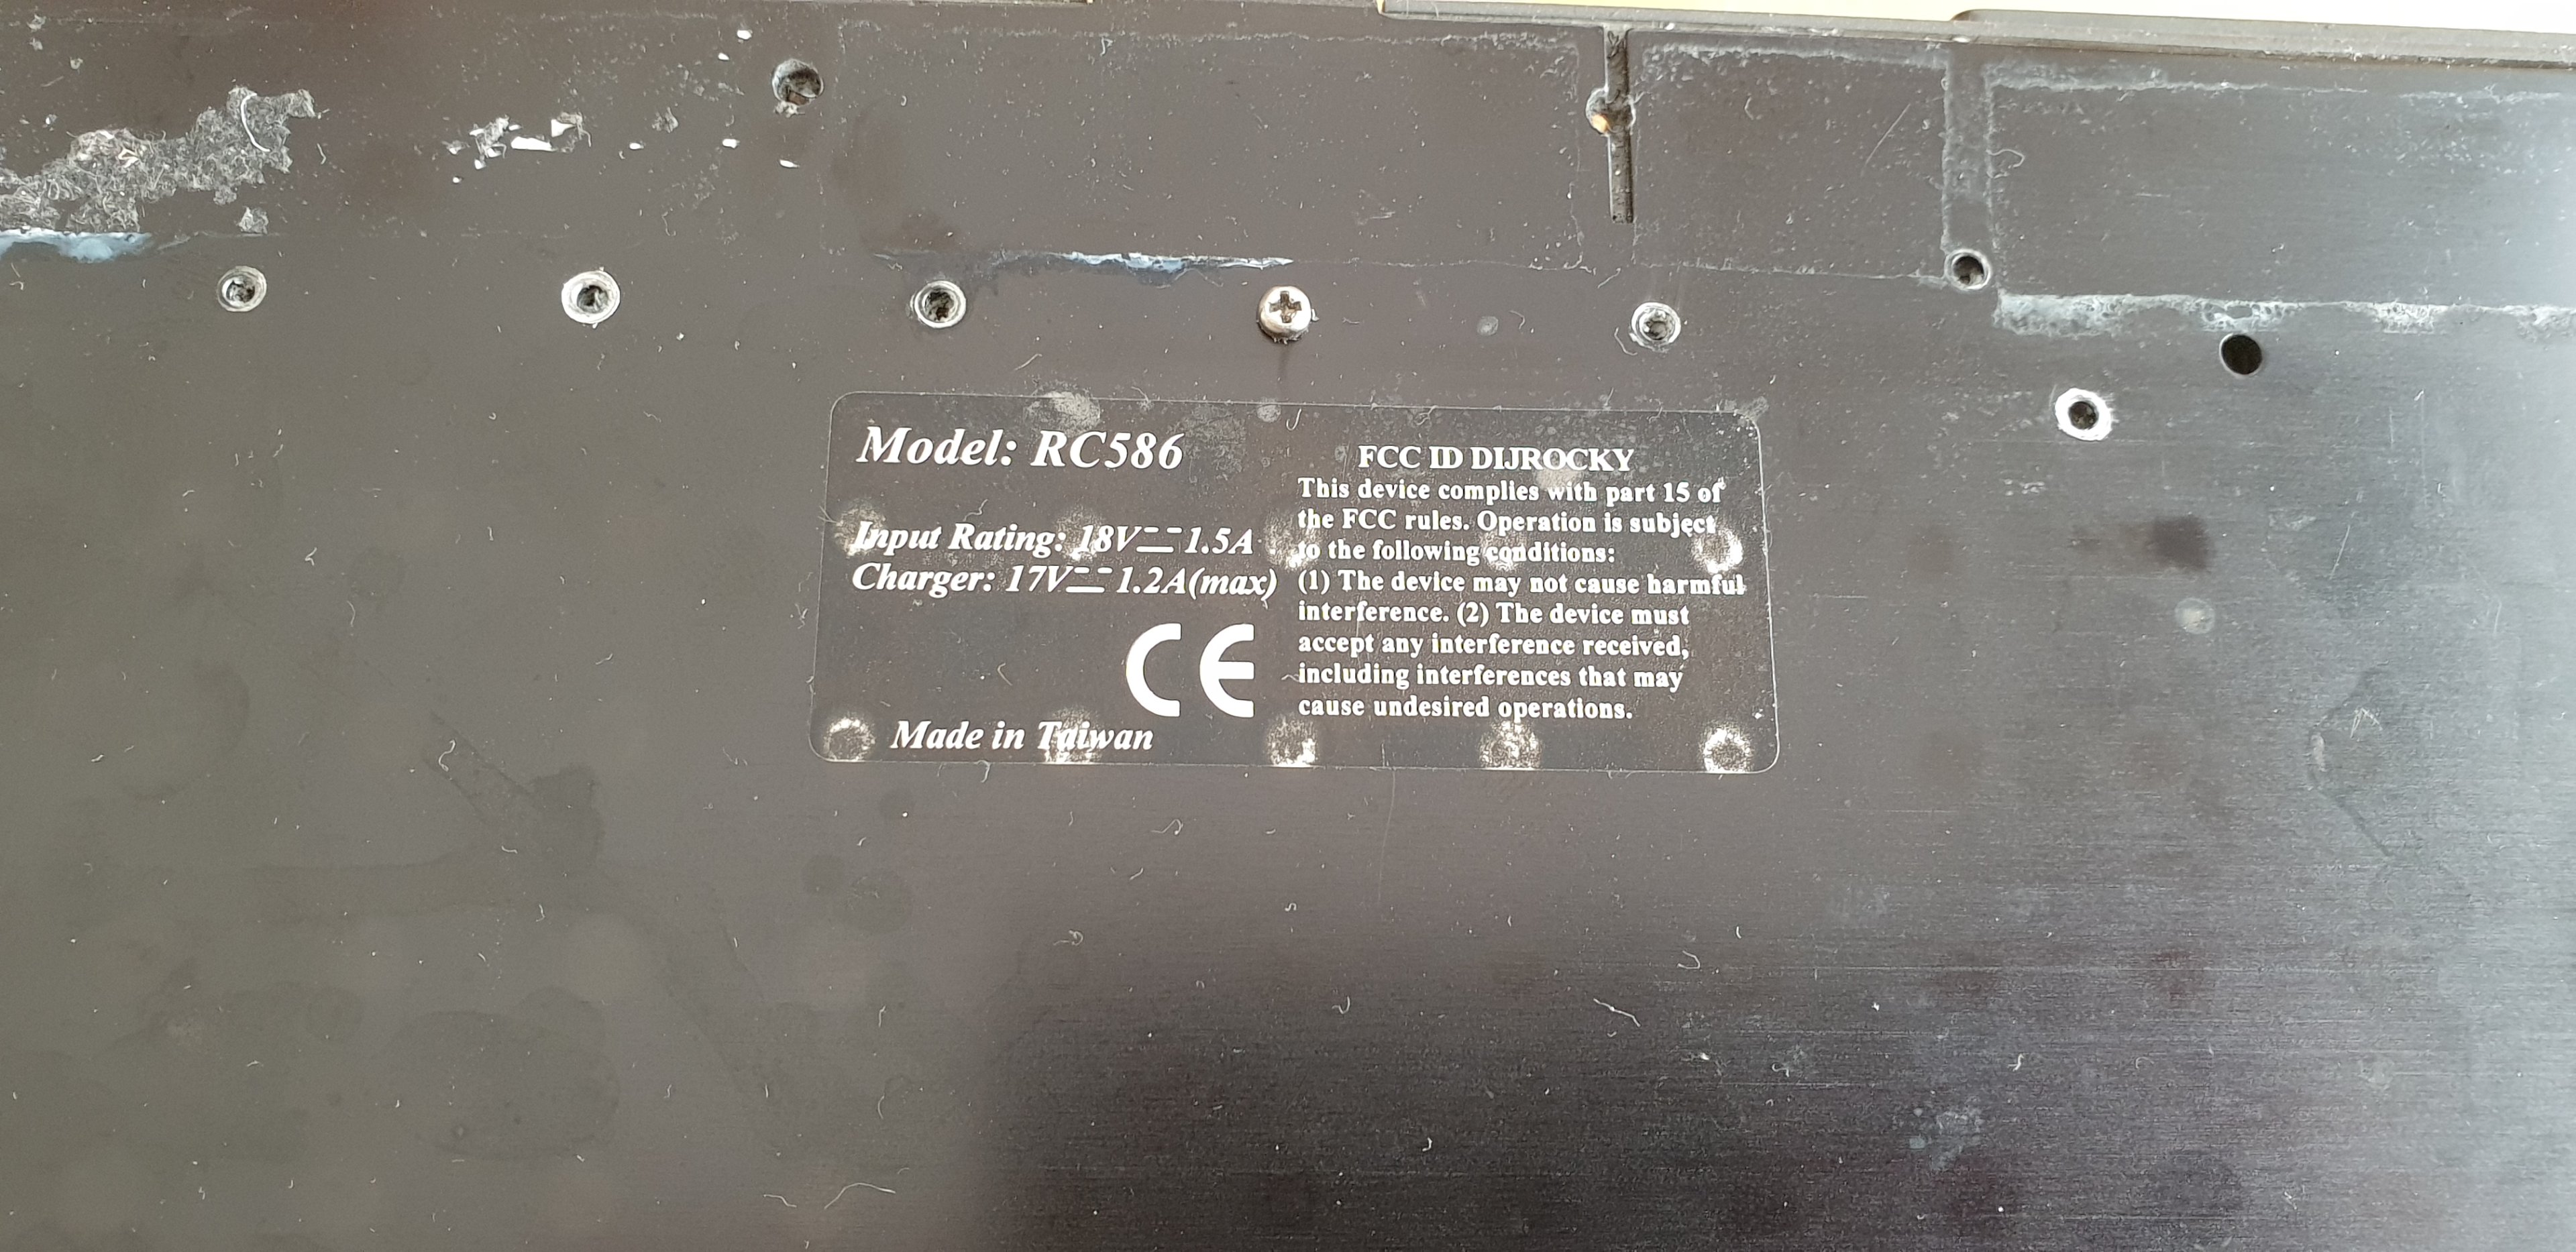 Model: RC586
Input Rating: 18V⎓1.5A
Charger: 17V⎓1.2A(max)
CE
Made in Taiwan
FCC ID DIJROCKY
This device complies with part 15 of
the FCC rules. Operation is subject
to the following conditions:
(1) The device may not cause harmful
interference. (2) The device must
accept any interference received,
including interferences that may
cause undesired operations.